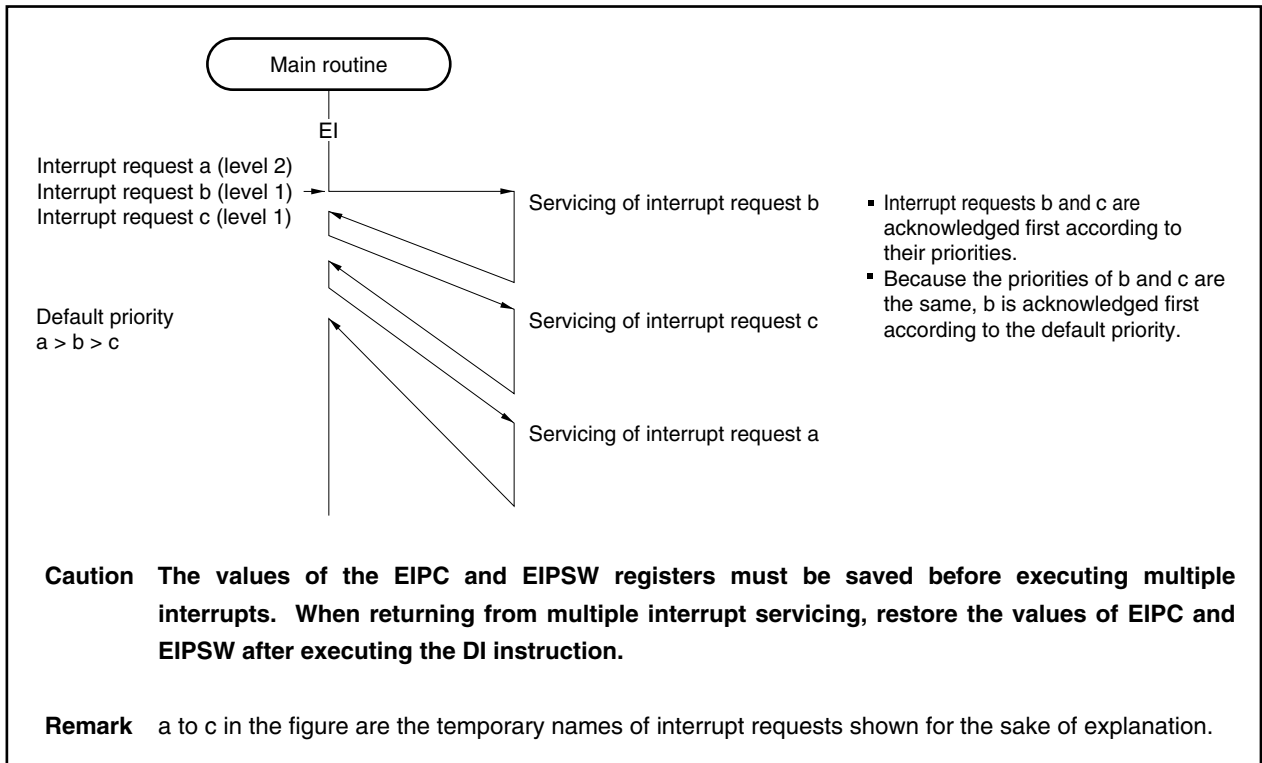 Main routine
EI
Interrupt request a (level 2)
Interrupt request b (level 1)
Interrupt request c (level 1)
Servicing of interrupt request b
▪ Interrupt requests b and c are
acknowledged first according to
their priorities.
▪ Because the priorities of b and c are
the same, b is acknowledged first
according to the default priority.
Default priority
a > b > c
Servicing of interrupt request c
Servicing of interrupt request a
Caution The values of the EIPC and EIPSW registers must be saved before executing multiple
interrupts. When returning from multiple interrupt servicing, restore the values of EIPC and
EIPSW after executing the DI instruction.
Remark a to c in the figure are the temporary names of interrupt requests shown for the sake of explanation.